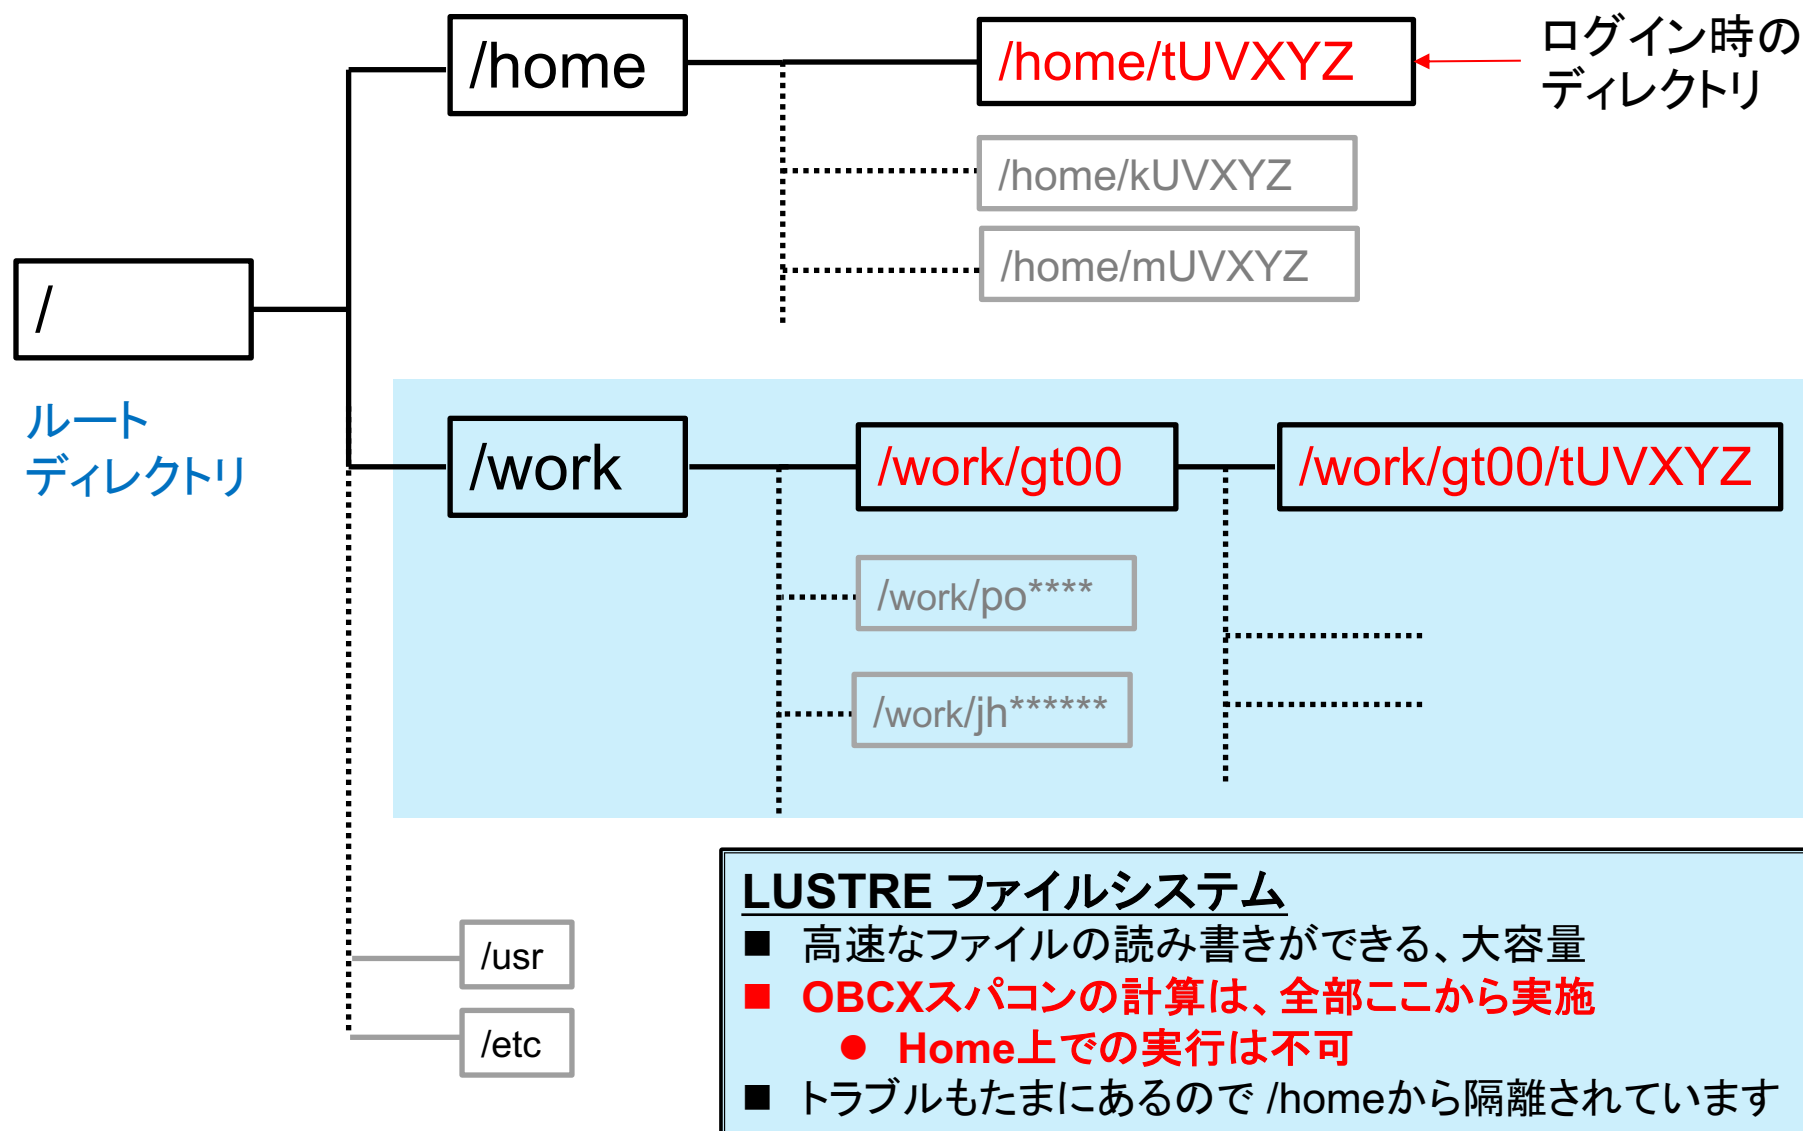 /home
/home/tUVXYZ
ログイン時の
ディレクトリ
/home/kUVXYZ
/home/mUVXYZ
/
ルート
ディレクトリ
/work
/work/gt00
/work/gt00/tUVXYZ
/work/po****
/work/jh******
/usr
/etc
LUSTRE ファイルシステム
■ 高速なファイルの読み書きができる、大容量
■ OBCXスパコンの計算は、全部ここから実施
● Home上での実行は不可
■ トラブルもたまにあるので /homeから隔離されています